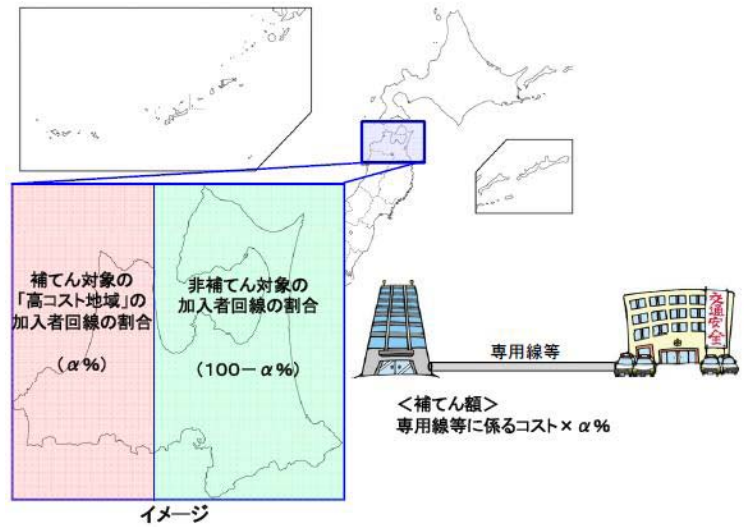 補てん対象の
「高コスト地域」の
加入者回線の割合
（α％）
非補てん対象の
加入者回線の割合
（100－α％）
イメージ
専用線等
交通安全
＜補てん額＞
専用線等に係るコスト×α％